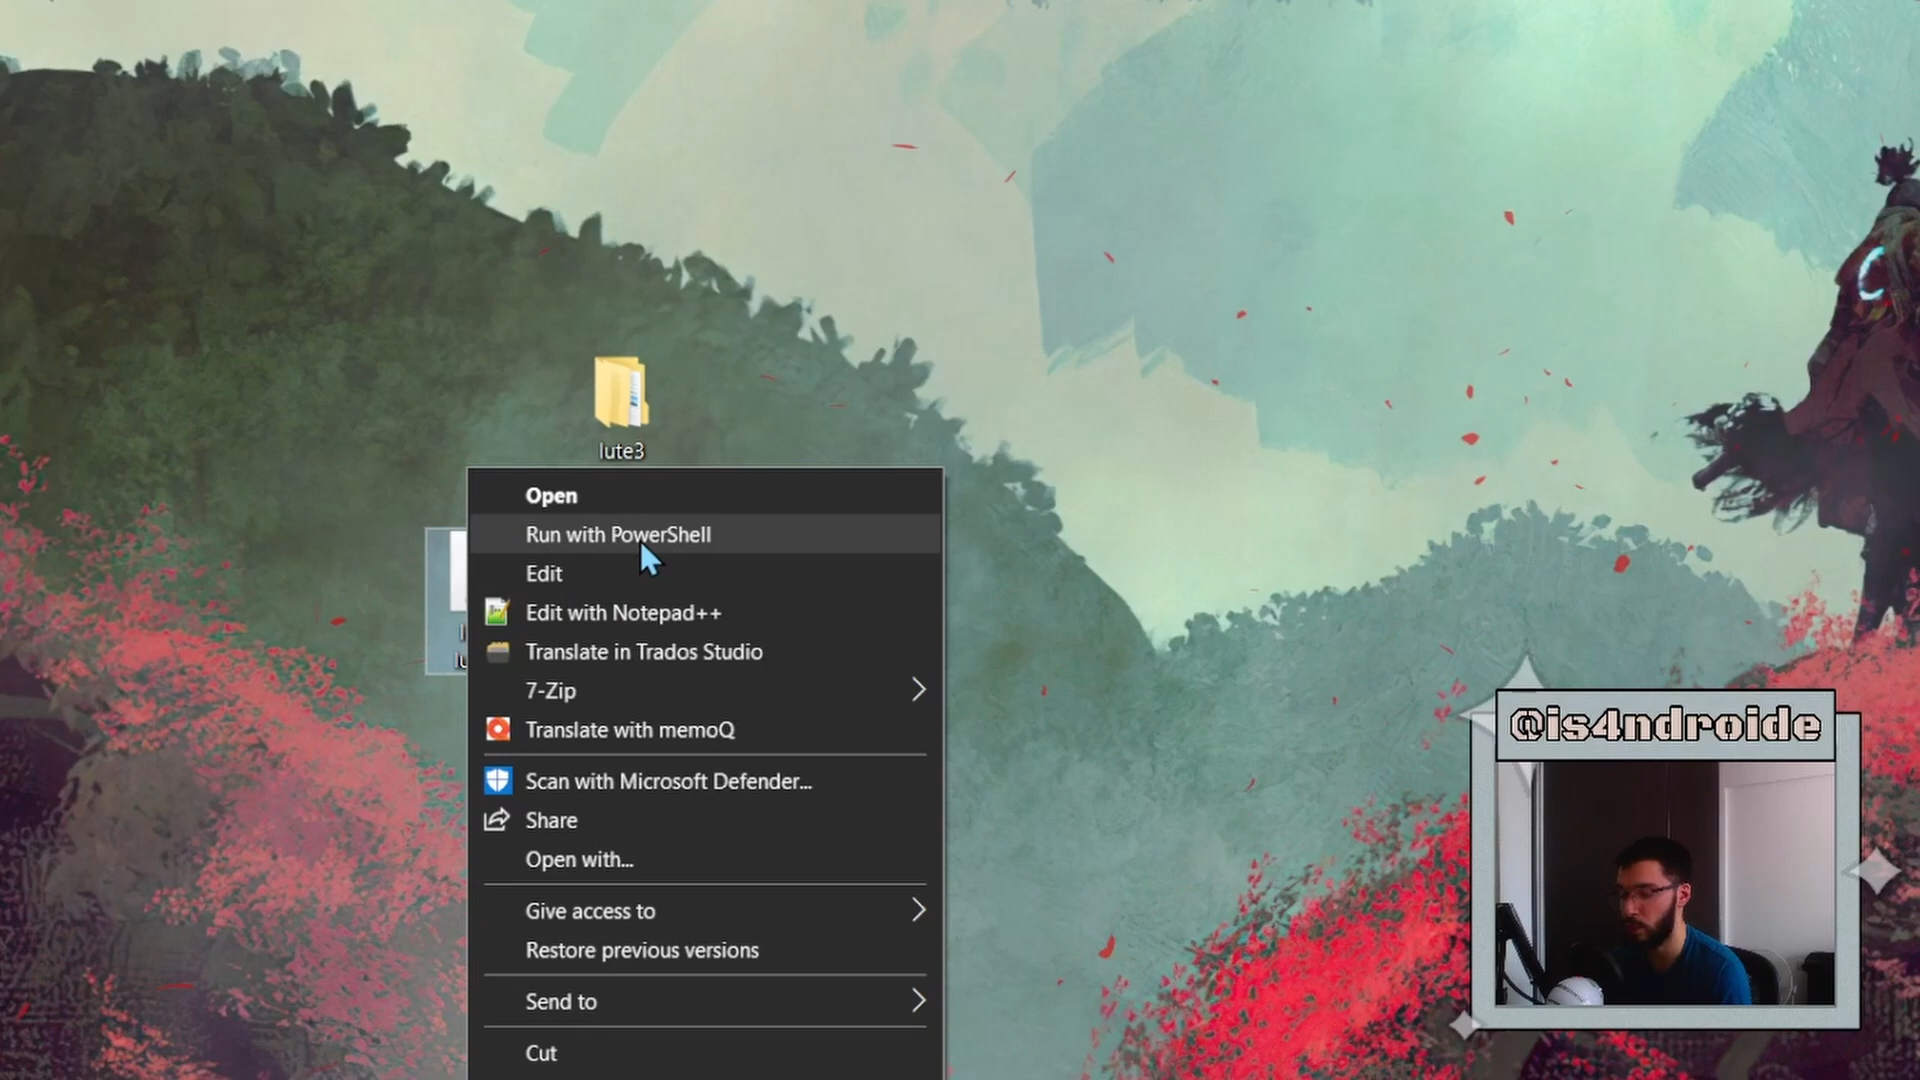 lute3
Open
Run with PowerShell
Edit
Edit with Notepad++
Translate in Trados Studio
7-Zip
Translate with memoQ
Scan with Microsoft Defender...
Share
Open with...
Give access to
Restore previous versions
Send to
Cut
@is4ndroide